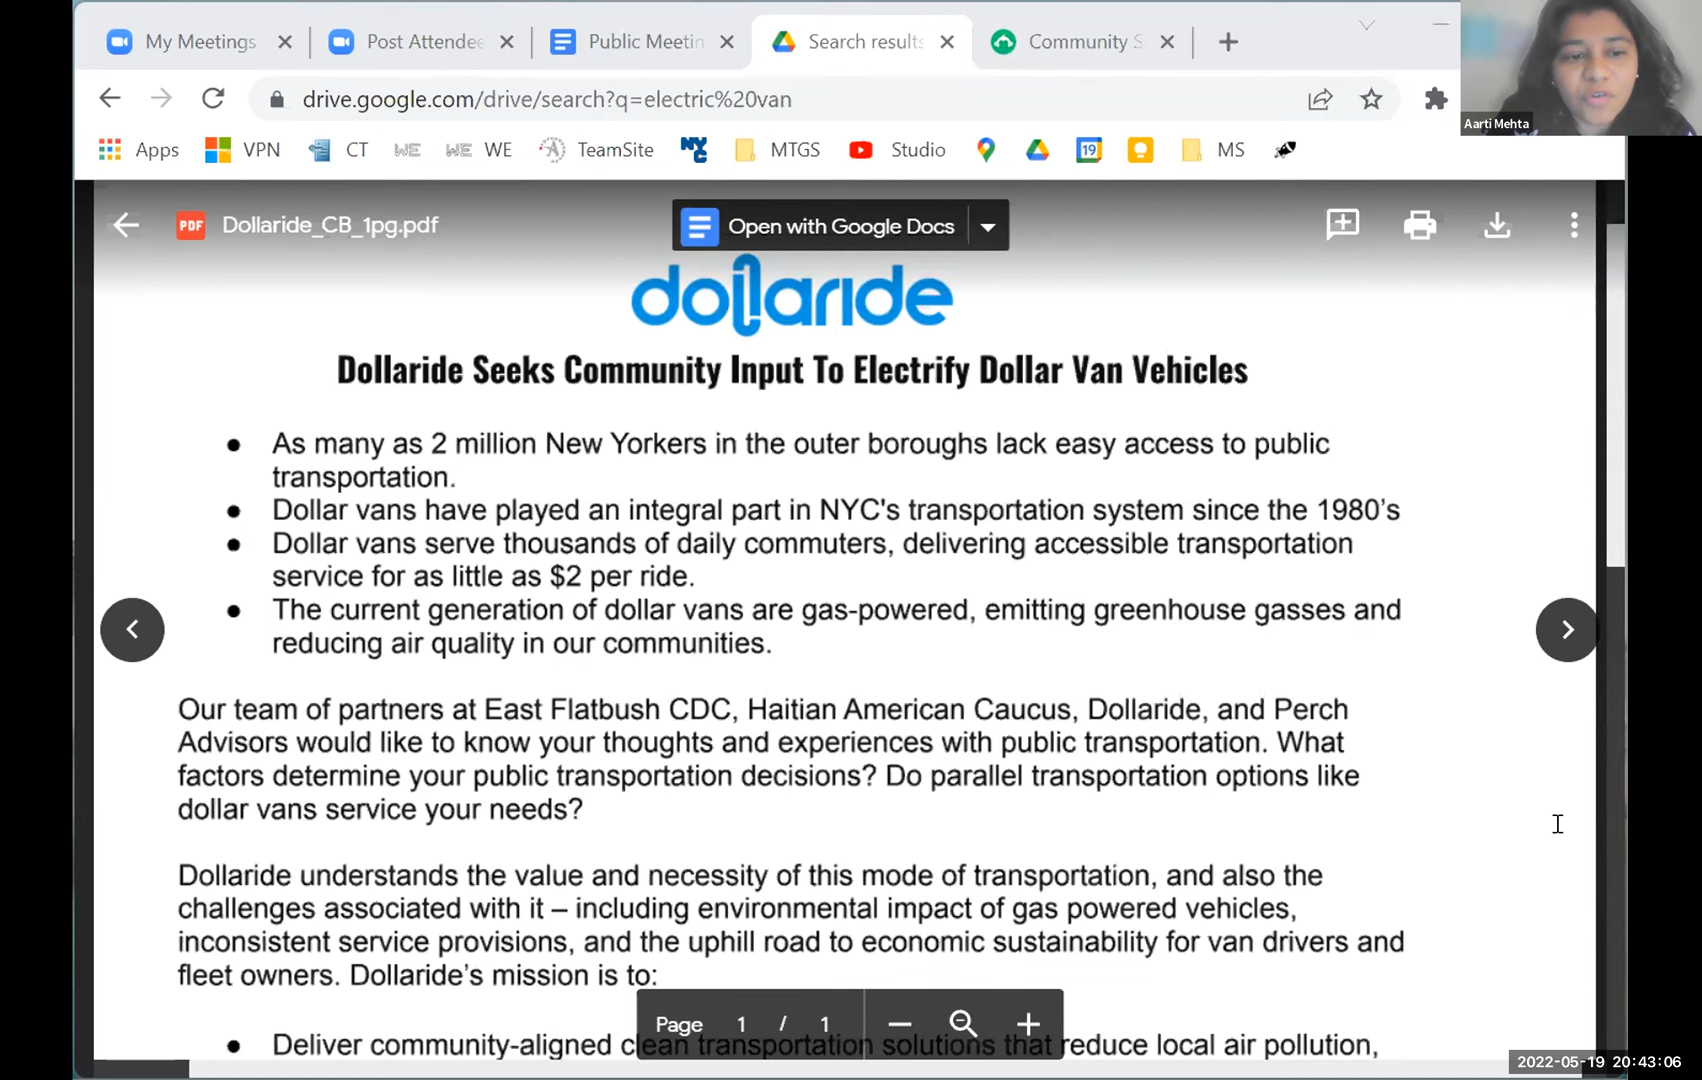 My Meetings
Post Attendee
Public Meetin
Search results
Community S
drive.google.com/drive/search?q=electric%20van
Aarti Mehta
Apps
VPN
CT
WE
WE
WE
TeamSite
NYC
MTGS
Studio
19
MS
PDF
Dollaride_CB_1pg.pdf
Open with Google Docs
dollaride
Dollaride Seeks Community Input To Electrify Dollar Van Vehicles
● As many as 2 million New Yorkers in the outer boroughs lack easy access to public
transportation.
● Dollar vans have played an integral part in NYC's transportation system since the 1980's
● Dollar vans serve thousands of daily commuters, delivering accessible transportation
service for as little as $2 per ride.
● The current generation of dollar vans are gas-powered, emitting greenhouse gasses and
reducing air quality in our communities.
Our team of partners at East Flatbush CDC, Haitian American Caucus, Dollaride, and Perch
Advisors would like to know your thoughts and experiences with public transportation. What
factors determine your public transportation decisions? Do parallel transportation options like
dollar vans service your needs?
Dollaride understands the value and necessity of this mode of transportation, and also the
challenges associated with it – including environmental impact of gas powered vehicles,
inconsistent service provisions, and the uphill road to economic sustainability for van drivers and
fleet owners. Dollaride's mission is to:
Page 1 / 1
● Deliver community-aligned clean transportation solutions that reduce local air pollution,
2022-05-19 20:43:06